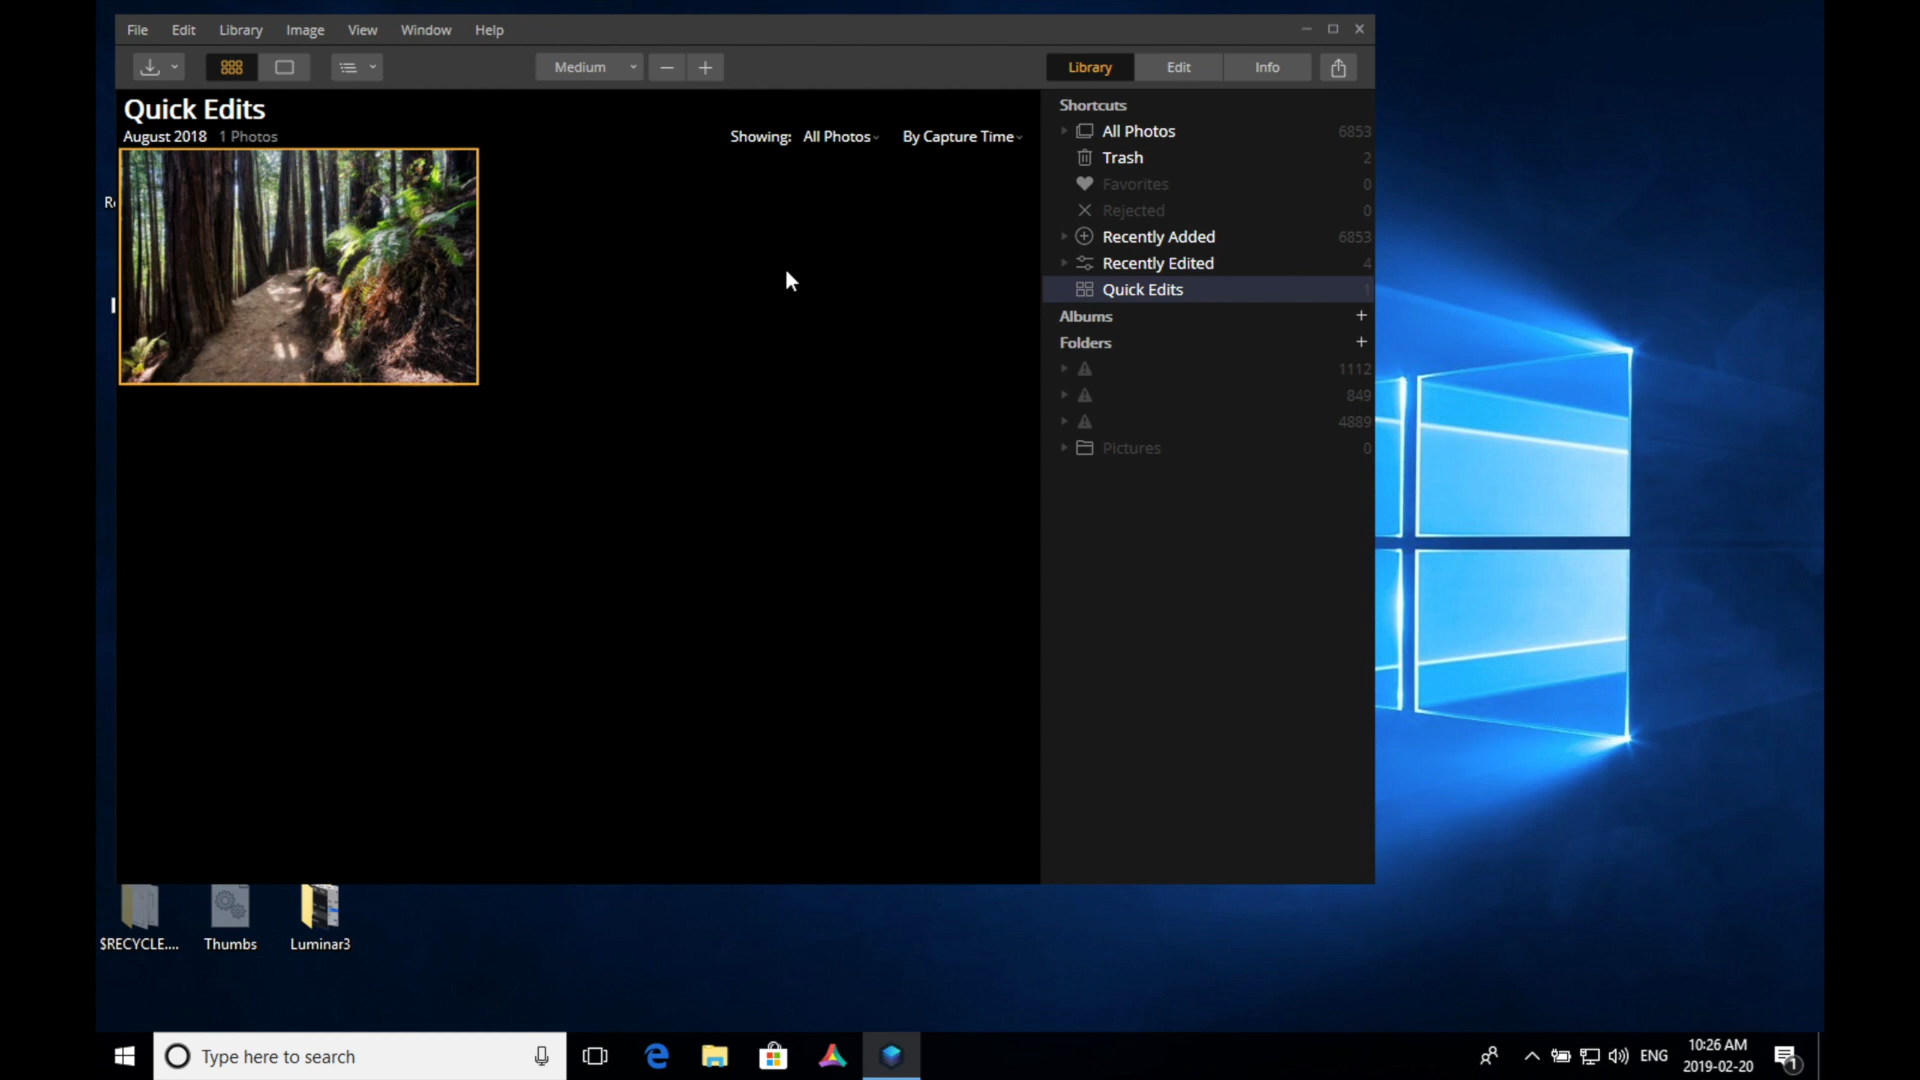 File Edit Library Image View Window Help
Medium
Library Edit Info
Quick Edits
August 2018 1 Photos
Showing: All Photos By Capture Time
Shortcuts
All Photos 6853
Trash 2
Favorites 0
Rejected 0
Recently Added 6853
Recently Edited 4
Quick Edits 1
Albums +
Folders +
1112
849
4889
Pictures 0
$RECYCLE.... Thumbs Luminar3
Type here to search
ENG
10:26 AM
2019-02-20
1